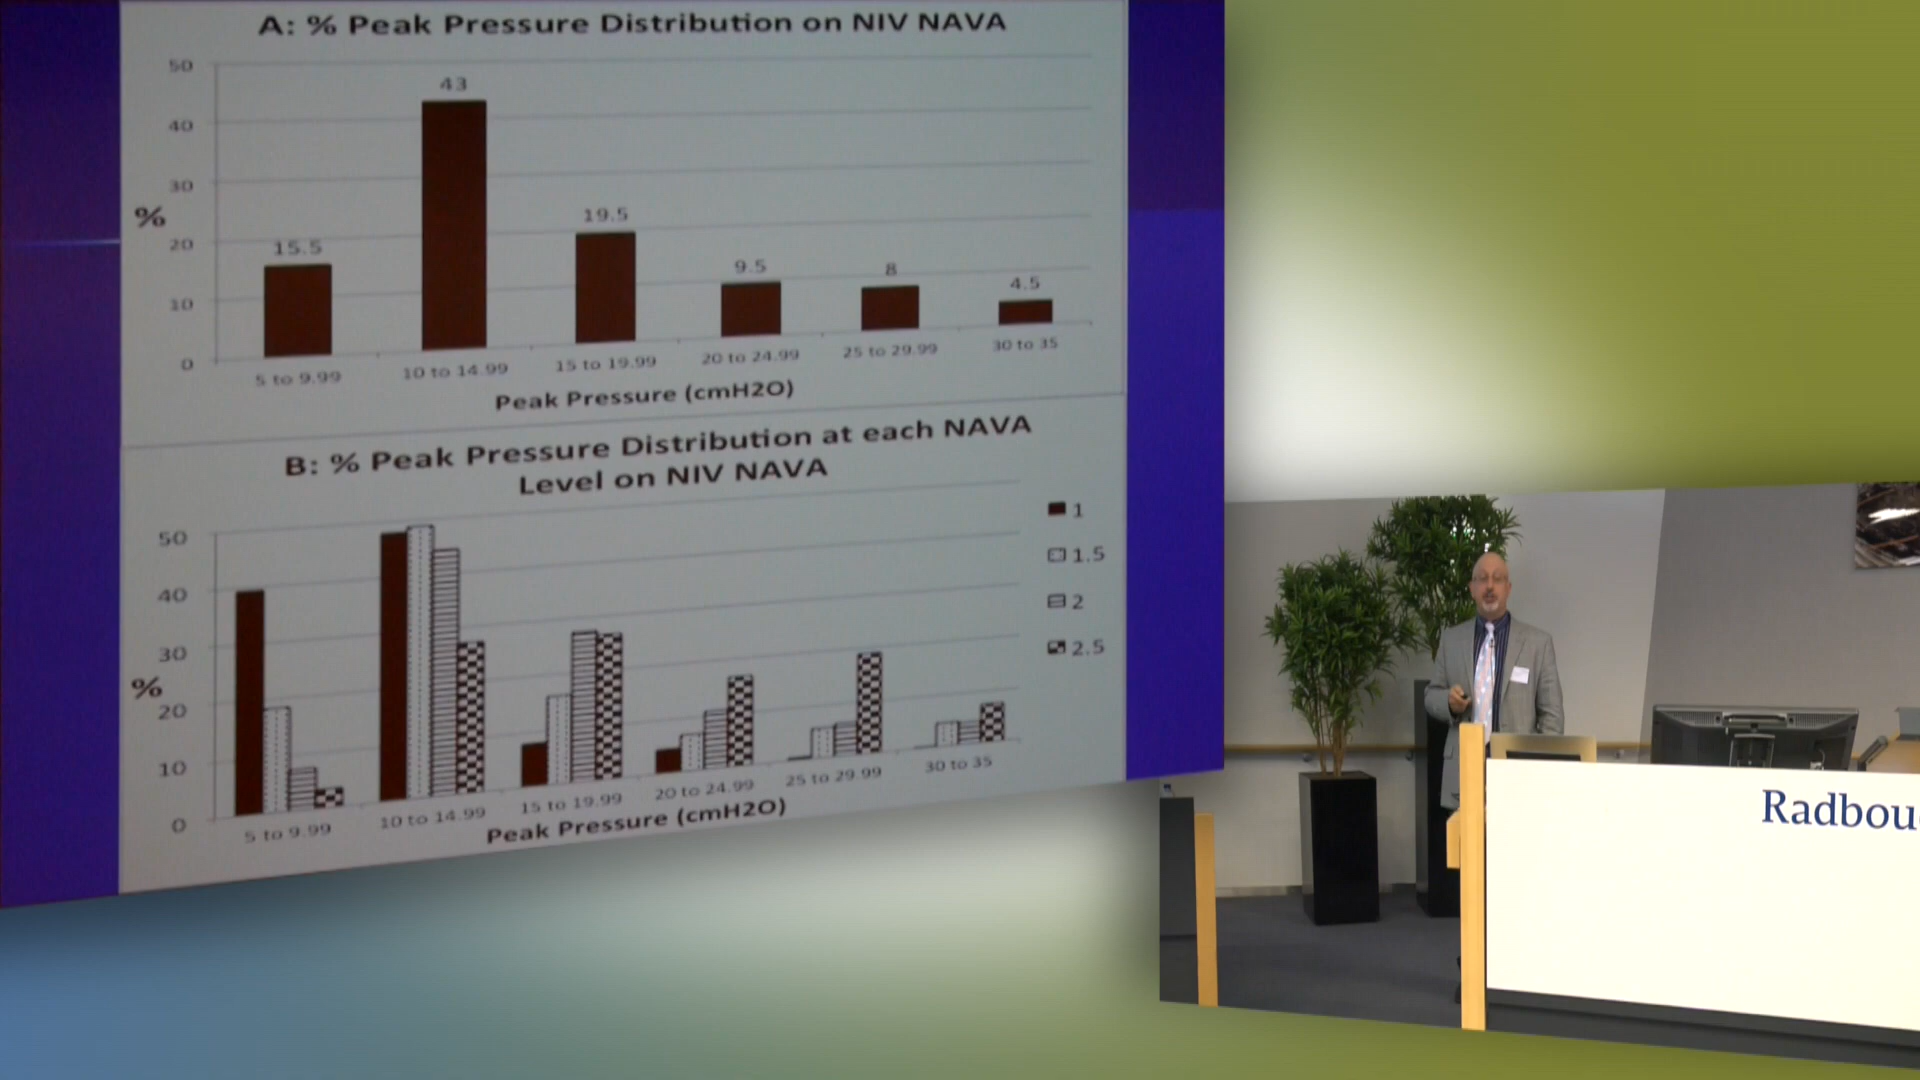 A: % Peak Pressure Distribution on NIV NAVA
50
40
30
20
10
0
%
15.5
43
19.5
9.5
8
4.5
5 to 9.99
10 to 14.99
15 to 19.99
20 to 24.99
25 to 29.99
30 to 35
Peak Pressure (cmH2O)
B: % Peak Pressure Distribution at each NAVA
Level on NIV NAVA
50
40
30
20
10
0
%
1
1.5
2
2.5
5 to 9.99
10 to 14.99
15 to 19.99
20 to 24.99
25 to 29.99
30 to 35
Peak Pressure (cmH2O)
Radbou